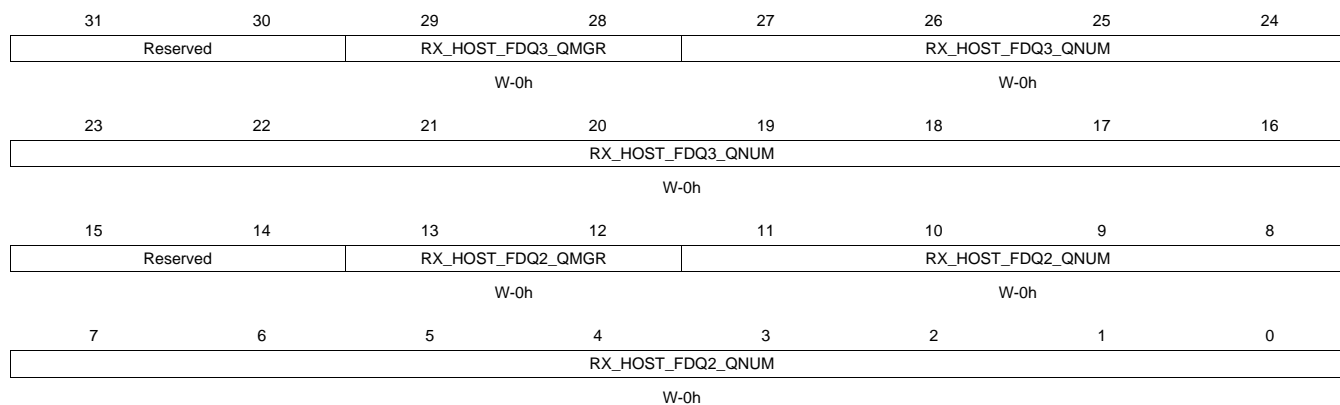 31 30 29 28 27 26 25 24
Reserved RX_HOST_FDQ3_QMGR RX_HOST_FDQ3_QNUM
W-0h W-0h
23 22 21 20 19 18 17 16
RX_HOST_FDQ3_QNUM
W-0h
15 14 13 12 11 10 9 8
Reserved RX_HOST_FDQ2_QMGR RX_HOST_FDQ2_QNUM
W-0h W-0h
7 6 5 4 3 2 1 0
RX_HOST_FDQ2_QNUM
W-0h